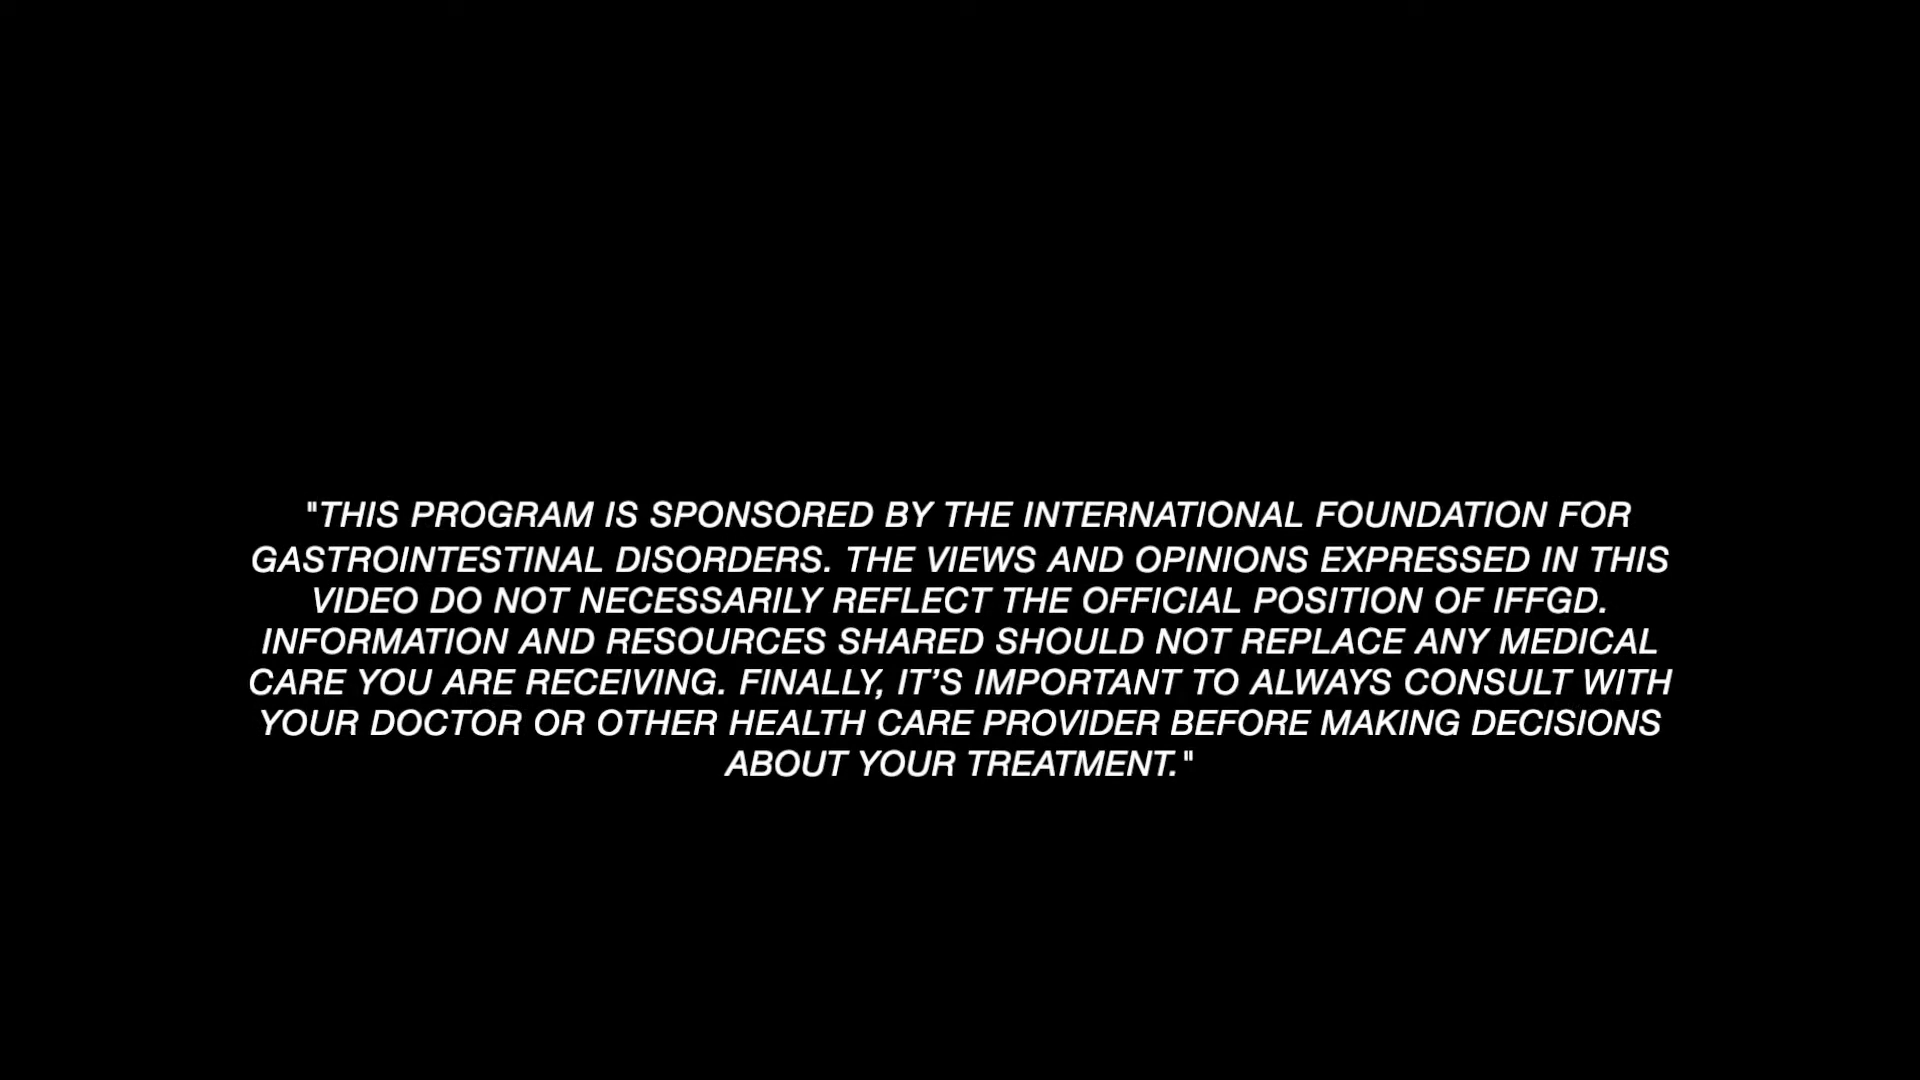 "THIS PROGRAM IS SPONSORED BY THE INTERNATIONAL FOUNDATION FOR
GASTROINTESTINAL DISORDERS. THE VIEWS AND OPINIONS EXPRESSED IN THIS
VIDEO DO NOT NECESSARILY REFLECT THE OFFICIAL POSITION OF IFFGD.
INFORMATION AND RESOURCES SHARED SHOULD NOT REPLACE ANY MEDICAL
CARE YOU ARE RECEIVING. FINALLY, IT’S IMPORTANT TO ALWAYS CONSULT WITH
YOUR DOCTOR OR OTHER HEALTH CARE PROVIDER BEFORE MAKING DECISIONS
ABOUT YOUR TREATMENT."